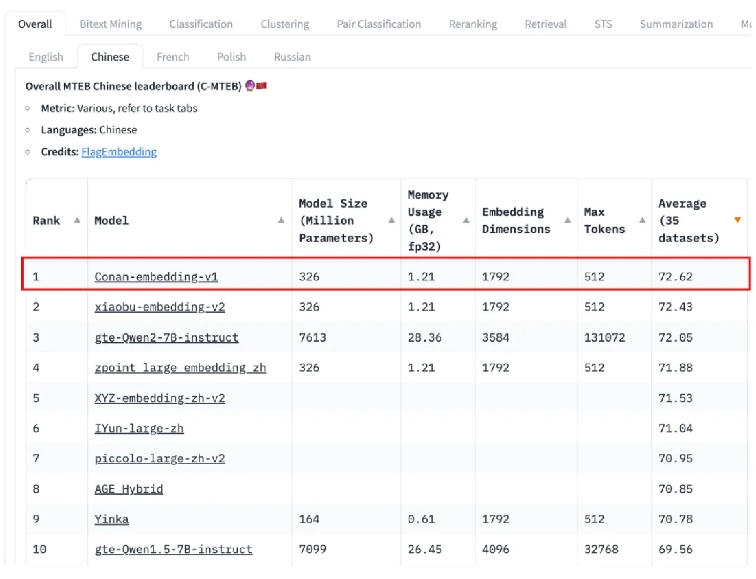 Overall Bitext Mining Classification Clustering Pair Classification Reranking Retrieval STS Summarization
English Chinese French Polish Russian
Overall MTEB Chinese leaderboard (C-MTEB) 🔮🇨🇳
Metric: Various, refer to task tabs
Languages: Chinese
Credits: FlagEmbedding
Rank Model Model Size (Million Parameters) Memory Usage (GB, fp32) Embedding Dimensions Max Tokens Average (35 datasets)
1 Conan-embedding-v1 326 1.21 1792 512 72.62
2 xiaobu-embedding-v2 326 1.21 1792 512 72.43
3 gte-Qwen2-7B-instruct 7613 28.36 3584 131072 72.05
4 zpoint_large_embedding_zh 326 1.21 1792 512 71.88
5 XYZ-embedding-zh-v2 71.53
6 IYun-large-zh 71.04
7 piccolo-large-zh-v2 70.95
8 AGE_Hybrid 70.85
9 Yinka 164 0.61 1792 512 70.78
10 gte-Qwen1.5-7B-instruct 7099 26.45 4096 32768 69.56